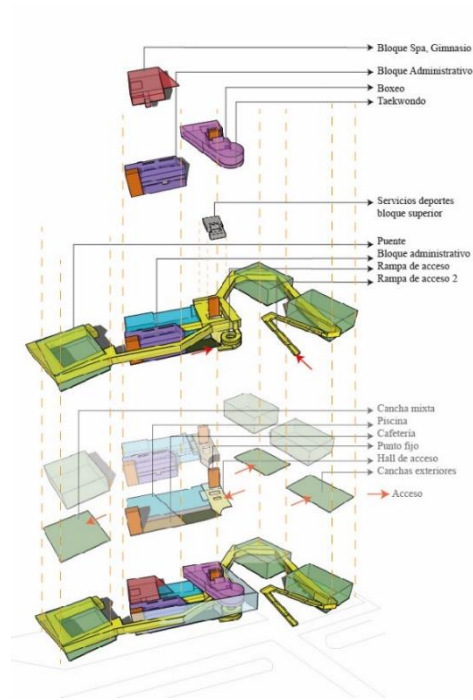 Bloque Spa, Gimnasio
Bloque Administrativo
Boxeo
Taekwondo
Servicios deportes
bloque superior
Puente
Bloque administrativo
Rampa de acceso
Rampa de acceso 2
Cancha mixta
Piscina
Cafeteria
Punto fijo
Hall de acceso
Canchas exteriores
Acceso